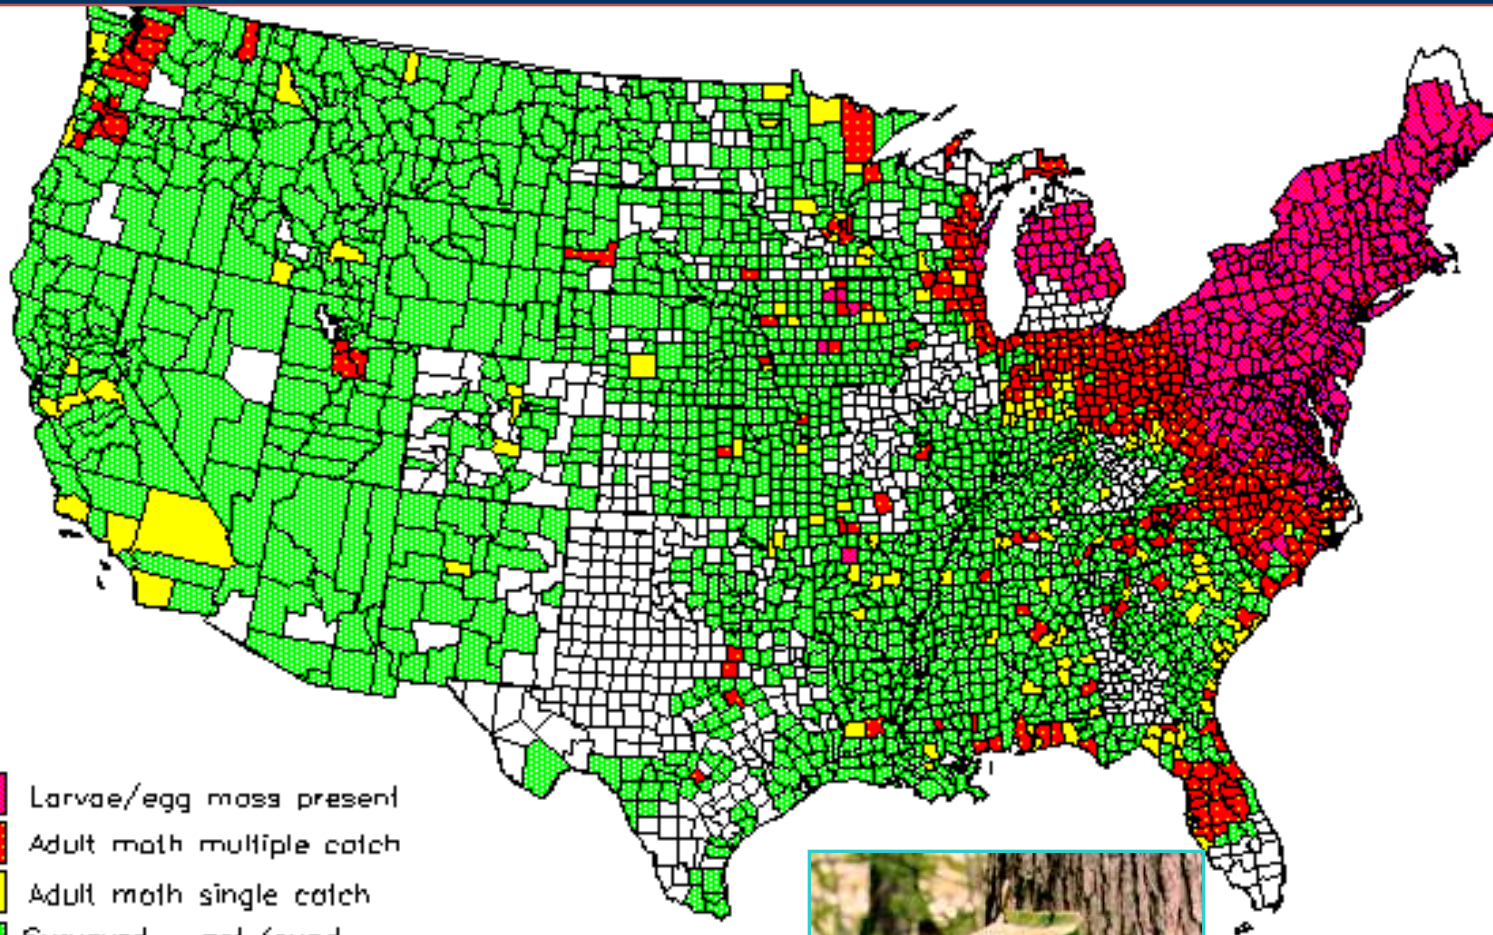 Larvae/egg mass present
Adult moth multiple catch
Adult moth single catch